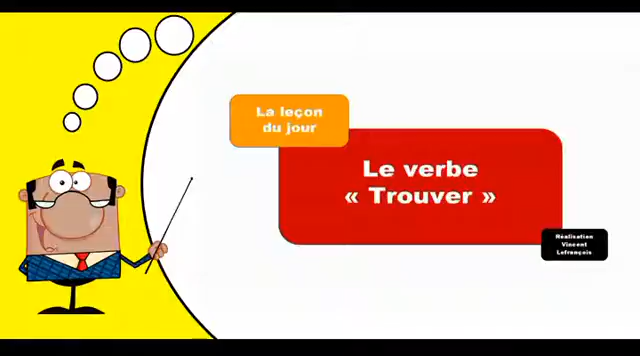 La leçon
du jour
Le verbe
« Trouver »
Réalisation
Vincent
Lefrançois